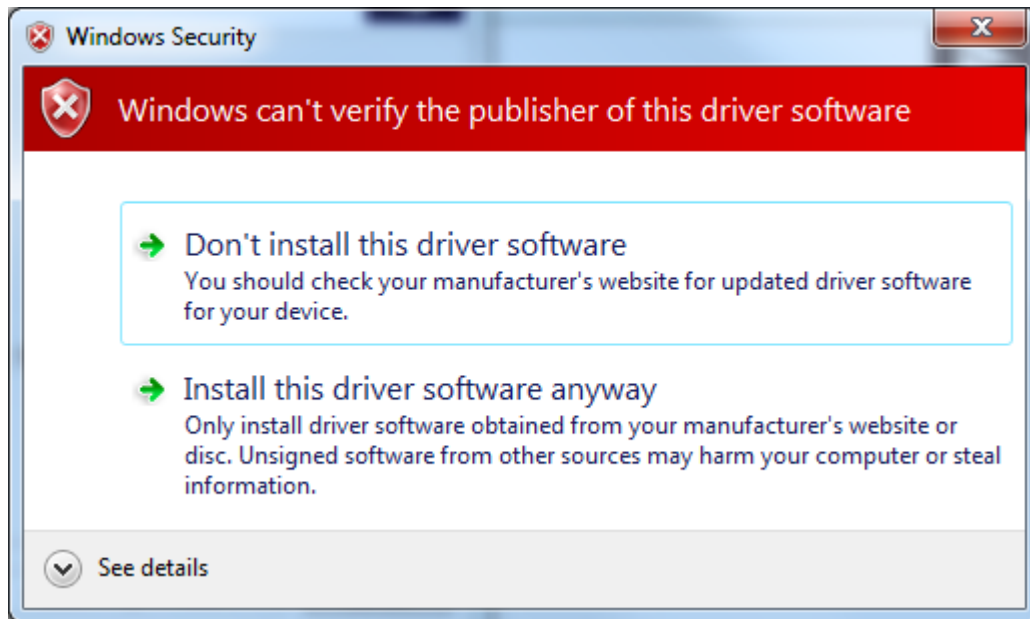 Windows Security
Windows can't verify the publisher of this driver software
Don't install this driver software
You should check your manufacturer's website for updated driver software
for your device.
Install this driver software anyway
Only install driver software obtained from your manufacturer's website or
disc. Unsigned software from other sources may harm your computer or steal
information.
See details